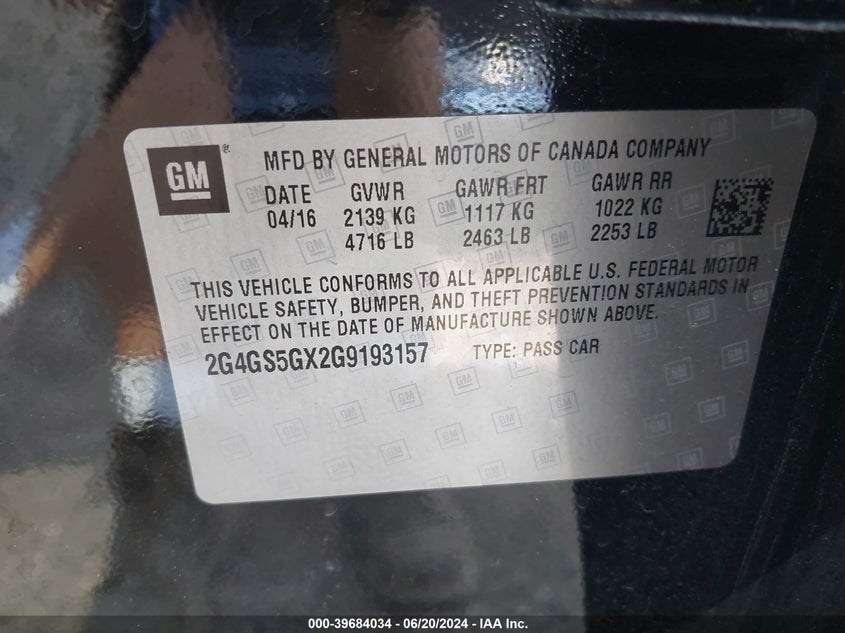 GM
MFD BY GENERAL MOTORS OF CANADA COMPANY
DATE GVWR GAWR FRT GAWR RR
04/16 2139 KG 1117 KG 1022 KG
4716 LB 2463 LB 2253 LB
THIS VEHICLE CONFORMS TO ALL APPLICABLE U.S. FEDERAL MOTOR
VEHICLE SAFETY, BUMPER, AND THEFT PREVENTION STANDARDS IN
EFFECT ON THE DATE OF MANUFACTURE SHOWN ABOVE.
2G4GS5GX2G9193157 TYPE: PASS CAR
000-39684034 / 06/20/2024 - IAA Inc.